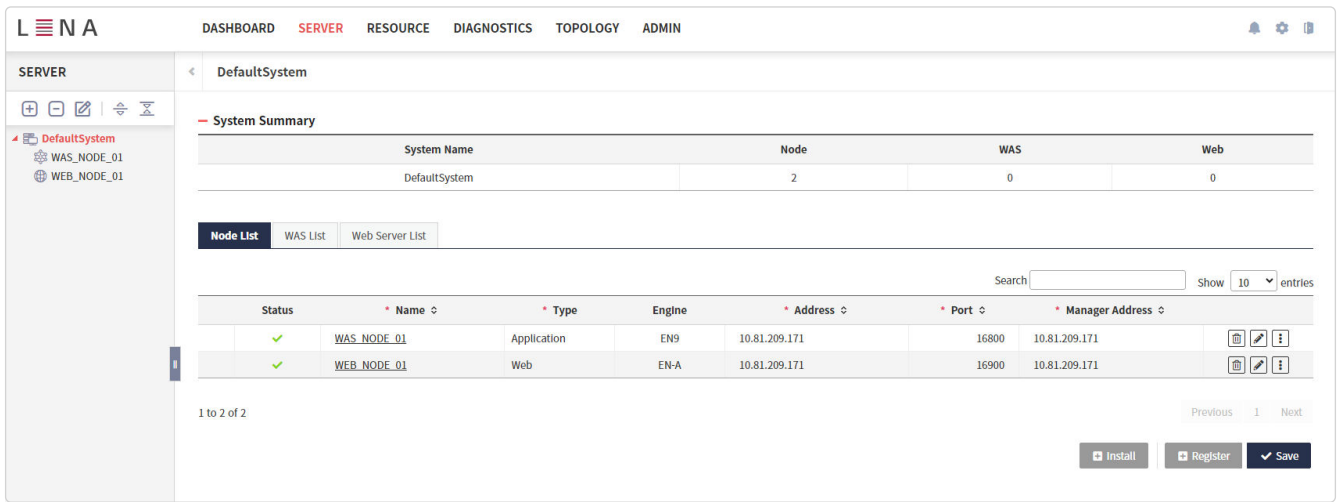 LENA
DASHBOARD SERVER RESOURCE DIAGNOSTICS TOPOLOGY ADMIN
SERVER
DefaultSystem
DefaultSystem
WAS_NODE_01
WEB_NODE_01
System Summary
System Name Node WAS Web
DefaultSystem 2 0 0
Node List WAS List Web Server List
Search Show 10 entries
Status * Name * Type Engine * Address * Port * Manager Address
WAS_NODE_01 Application EN9 10.81.209.171 16800 10.81.209.171
WEB_NODE_01 Web EN-A 10.81.209.171 16900 10.81.209.171
1 to 2 of 2
Previous 1 Next
Install Register Save